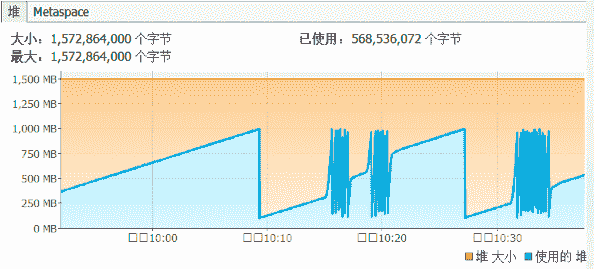 堆 Metaspace
大小： 1,572,864,000 个字节 已使用： 568,536,072 个字节
最大： 1,572,864,000 个字节
1,500 MB
1,250 MB
1,000 MB
750 MB
500 MB
250 MB
0 MB
□□10:00 □□10:10 □□10:20 □□10:30
堆 大小 使用的 堆